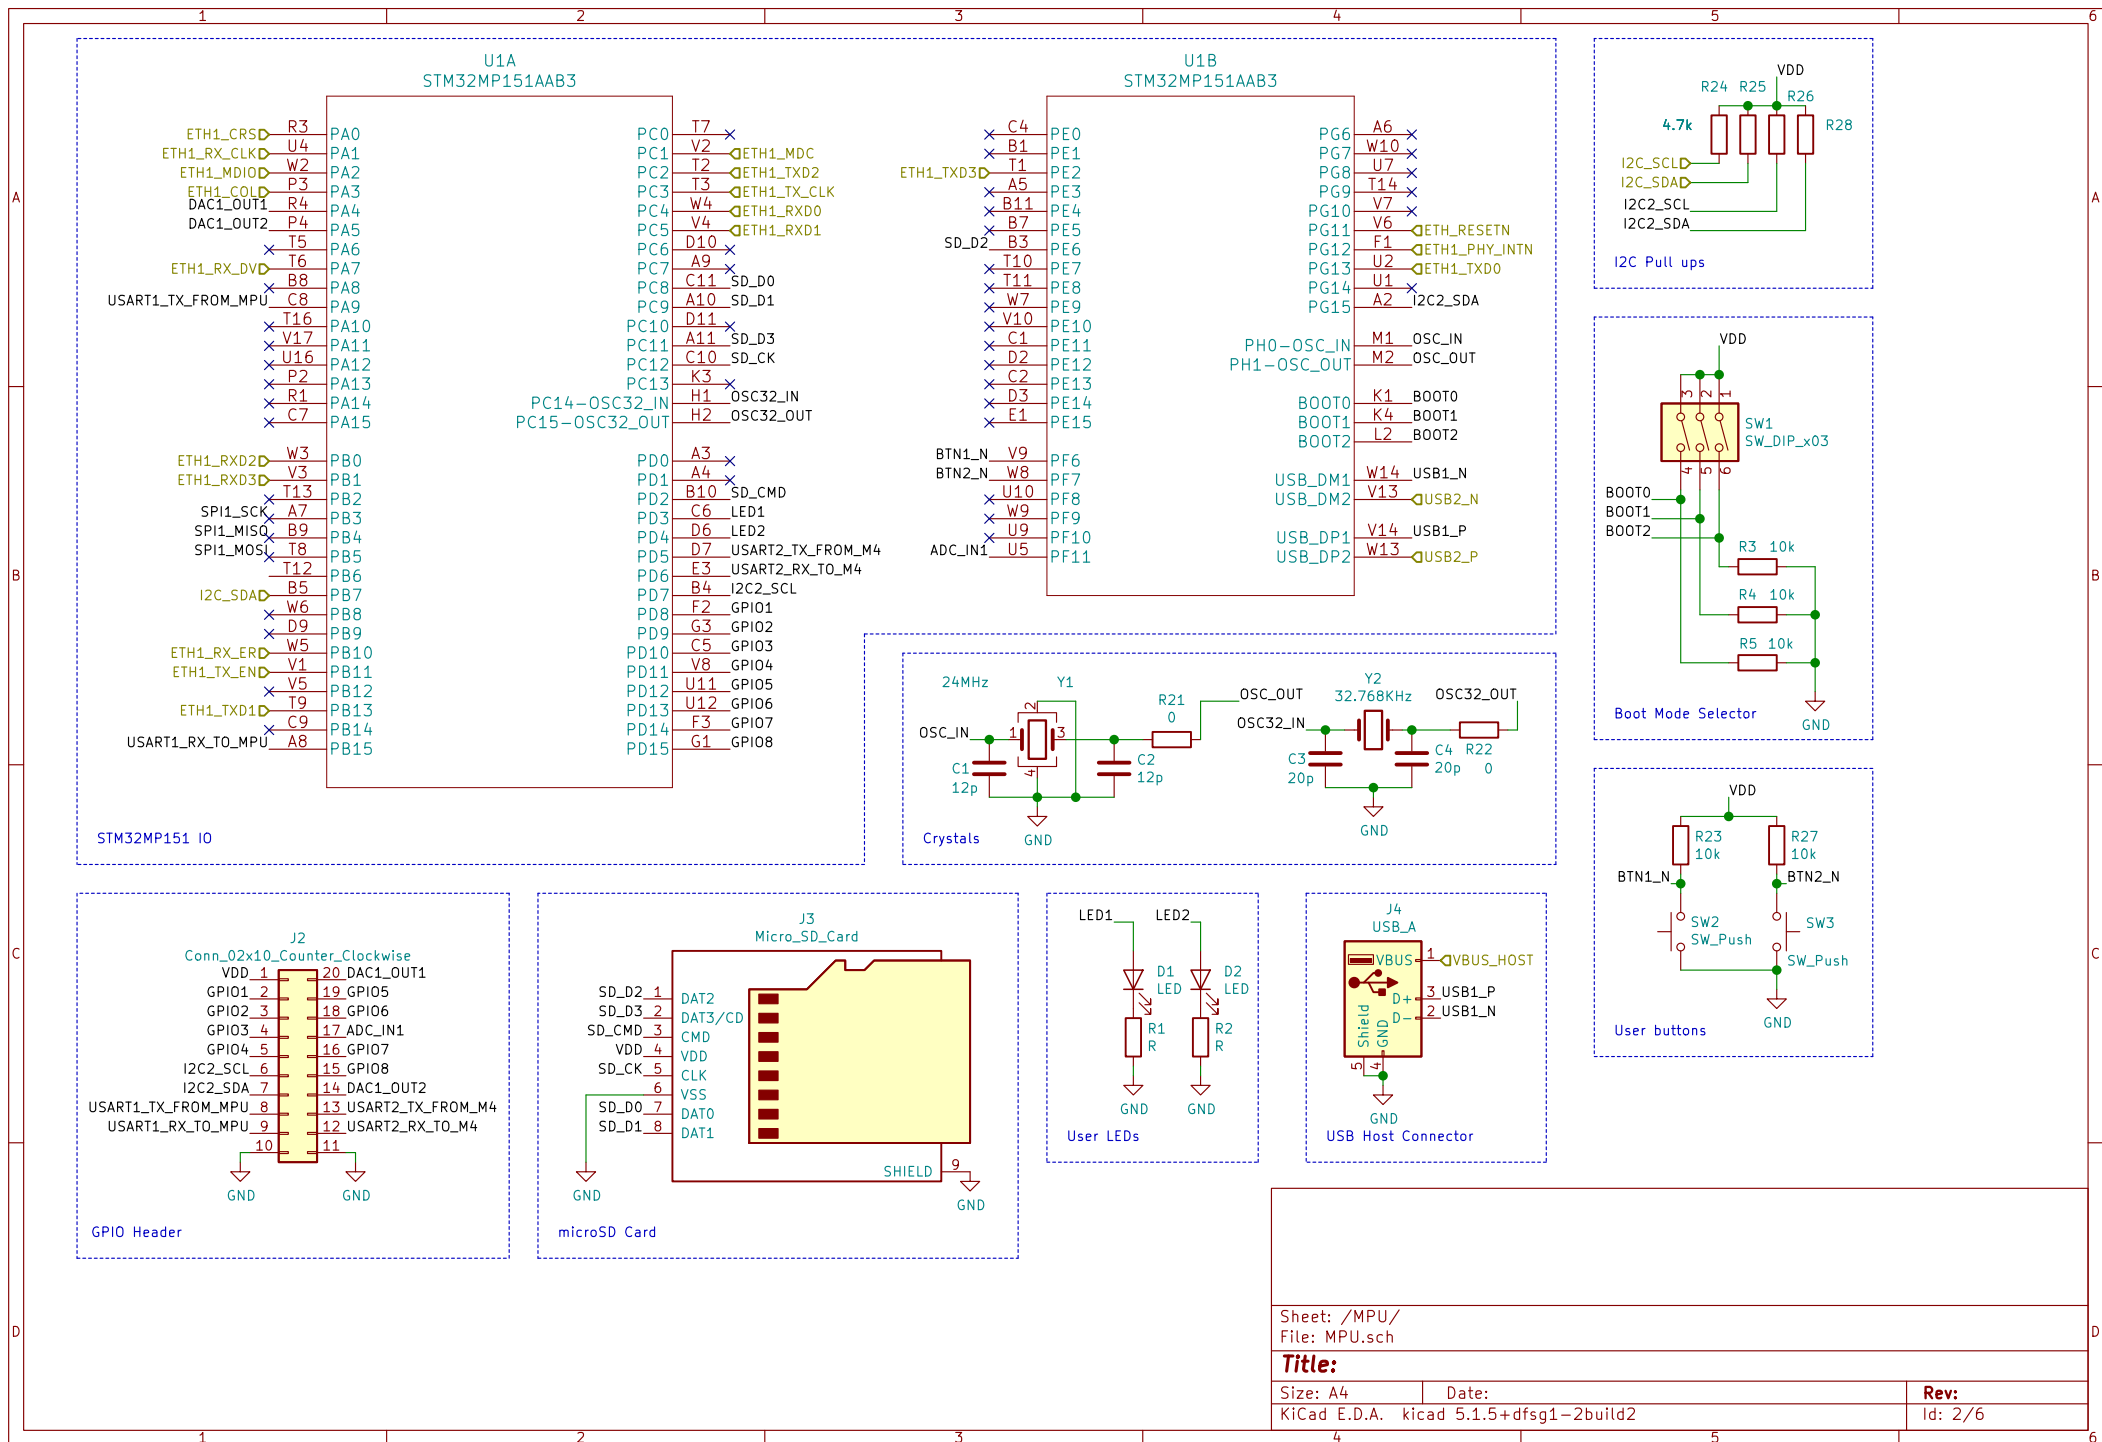 1 2 3 4 5 6
A
B
C
D
U1A
STM32MP151AAB3
ETH1_CRS R3 PA0
ETH1_RX_CLK U4 PA1
ETH1_MDIO W2 PA2
ETH1_COL P3 PA3
DAC1_OUT1 R4 PA4
DAC1_OUT2 P4 PA5
T5 PA6
ETH1_RX_DV T6 PA7
B8 PA8
USART1_TX_FROM_MPU C8 PA9
T16 PA10
V17 PA11
U16 PA12
P2 PA13
R1 PA14
C7 PA15
ETH1_RXD2 W3 PB0
ETH1_RXD3 V3 PB1
T13 PB2
SPI1_SCK A7 PB3
SPI1_MISO B9 PB4
SPI1_MOSI T8 PB5
T12 PB6
I2C_SDA B5 PB7
W6 PB8
D9 PB9
ETH1_RX_ER W5 PB10
ETH1_TX_EN V1 PB11
V5 PB12
ETH1_TXD1 T9 PB13
C9 PB14
USART1_RX_TO_MPU A8 PB15
PC0 T7
PC1 V2 ETH1_MDC
PC2 T2 ETH1_TXD2
PC3 T3 ETH1_TX_CLK
PC4 W4 ETH1_RXD0
PC5 V4 ETH1_RXD1
PC6 D10
PC7 A9
PC8 C11 SD_D0
PC9 A10 SD_D1
PC10 D11
PC11 A11 SD_D3
PC12 C10 SD_CK
PC13 K3
PC14-OSC32_IN H1 OSC32_IN
PC15-OSC32_OUT H2 OSC32_OUT
PD0 A3
PD1 A4
PD2 B10 SD_CMD
PD3 C6 LED1
PD4 D6 LED2
PD5 D7 USART2_TX_FROM_M4
PD6 E3 USART2_RX_TO_M4
PD7 B4 I2C2_SCL
PD8 F2 GPIO1
PD9 G3 GPIO2
PD10 C5 GPIO3
PD11 V8 GPIO4
PD12 U11 GPIO5
PD13 U12 GPIO6
PD14 F3 GPIO7
PD15 G1 GPIO8
STM32MP151 IO
U1B
STM32MP151AAB3
C4 PE0
B1 PE1
ETH1_TXD3 T1 PE2
A5 PE3
B11 PE4
B7 PE5
SD_D2 B3 PE6
T10 PE7
T11 PE8
W7 PE9
V10 PE10
C1 PE11
D2 PE12
C2 PE13
D3 PE14
E1 PE15
BTN1_N V9 PF6
BTN2_N W8 PF7
U10 PF8
W9 PF9
U9 PF10
ADC_IN1 U5 PF11
PG6 A6
PG7 W10
PG8 U7
PG9 T14
PG10 V7
PG11 V6 ETH_RESETN
PG12 F1 ETH1_PHY_INTN
PG13 U2 ETH1_TXD0
PG14 U1
PG15 A2 I2C2_SDA
PH0-OSC_IN M1 OSC_IN
PH1-OSC_OUT M2 OSC_OUT
BOOT0 K1 BOOT0
BOOT1 K4 BOOT1
BOOT2 L2 BOOT2
USB_DM1 W14 USB1_N
USB_DM2 V13 USB2_N
USB_DP1 V14 USB1_P
USB_DP2 W13 USB2_P
VDD
R24 R25 R26
4.7k R28
I2C_SCL
I2C_SDA
I2C2_SCL
I2C2_SDA
I2C Pull ups
VDD
3 2 1
SW1
SW_DIP_x03
4 5 6
BOOT0
BOOT1
BOOT2
R3 10k
R4 10k
R5 10k
Boot Mode Selector
GND
24MHz Y1
OSC_IN 1 2 3 4
C1
12p
C2
12p
R21
0
OSC_OUT
GND
Y2
32.768KHz
OSC32_IN
OSC32_OUT
C3
20p
C4
20p
R22
0
GND
Crystals
VDD
R23
10k
R27
10k
BTN1_N
BTN2_N
SW2
SW_Push
SW3
SW_Push
GND
User buttons
J2
Conn_02x10_Counter_Clockwise
VDD 1 20 DAC1_OUT1
GPIO1 2 19 GPIO5
GPIO2 3 18 GPIO6
GPIO3 4 17 ADC_IN1
GPIO4 5 16 GPIO7
I2C2_SCL 6 15 GPIO8
I2C2_SDA 7 14 DAC1_OUT2
USART1_TX_FROM_MPU 8 13 USART2_TX_FROM_M4
USART1_RX_TO_MPU 9 12 USART2_RX_TO_M4
10 11
GND GND
GPIO Header
J3
Micro_SD_Card
SD_D2 1 DAT2
SD_D3 2 DAT3/CD
SD_CMD 3 CMD
VDD 4 VDD
SD_CK 5 CLK
6 VSS
SD_D0 7 DAT0
SD_D1 8 DAT1
SHIELD 9
GND
GND
microSD Card
LED1 LED2
D1
LED
D2
LED
R1
R
R2
R
GND GND
User LEDs
J4
USB_A
VBUS 1 VBUS_HOST
D+ 3 USB1_P
D- 2 USB1_N
Shield GND
5 4
GND
USB Host Connector
Sheet: /MPU/
File: MPU.sch
Title:
Size: A4 Date: Rev:
KiCad E.D.A. kicad 5.1.5+dfsg1-2build2 Id: 2/6
A
B
C
D
1 2 3 4 5 6